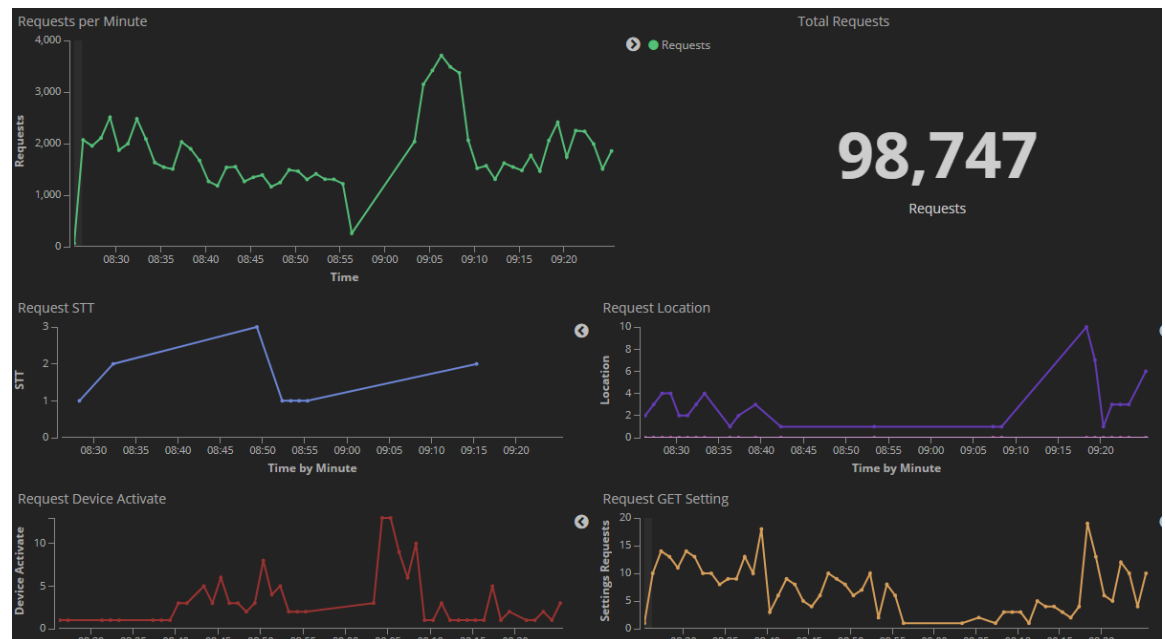 Requests per Minute
Total Requests
4,000
3,000
2,000
1,000
0
Requests
08:30 08:35 08:40 08:45 08:50 08:55 09:00 09:05 09:10 09:15 09:20
Time
Requests
98,747
Requests
Request STT
3
2
1
0
STT
08:30 08:35 08:40 08:45 08:50 08:55 09:00 09:05 09:10 09:15 09:20
Time by Minute
Request Location
10
8
6
4
2
0
Location
08:30 08:35 08:40 08:45 08:50 08:55 09:00 09:05 09:10 09:15 09:20
Time by Minute
Request Device Activate
10
5
0
Device Activate
Request GET Setting
20
15
10
5
0
Settings Requests